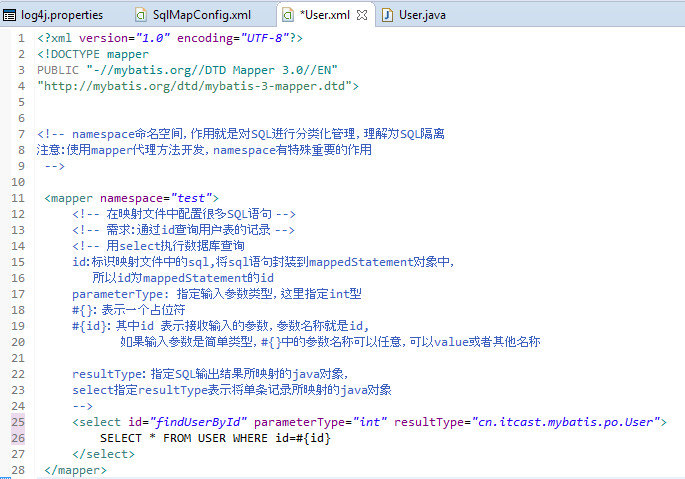 log4j.properties SqlMapConfig.xml *User.xml User.java
1 <?xml version="1.0" encoding="UTF-8"?>
2 <!DOCTYPE mapper
3 PUBLIC "-//mybatis.org//DTD Mapper 3.0//EN"
4 "http://mybatis.org/dtd/mybatis-3-mapper.dtd">
5
6
7 <!-- namespace命名空间,作用就是对SQL进行分类化管理,理解为SQL隔离
8 注意:使用mapper代理方法开发,namespace有特殊重要的作用
9 -->
10
11 <mapper namespace="test">
12 <!-- 在映射文件中配置很多SQL语句 -->
13 <!-- 需求:通过id查询用户表的记录 -->
14 <!-- 用select执行数据库查询
15 id:标识映射文件中的sql,将sql语句封装到mappedStatement对象中,
16 所以id为mappedStatement的id
17 parameterType: 指定输入参数类型,这里指定int型
18 #{}: 表示一个占位符
19 #{id}: 其中id 表示接收输入的参数,参数名称就是id,
20 如果输入参数是简单类型,#{}中的参数名称可以任意,可以value或者其他名称
21
22 resultType: 指定SQL输出结果所映射的java对象,
23 select指定resultType表示将单条记录所映射的java对象
24 -->
25 <select id="findUserById" parameterType="int" resultType="cn.itcast.mybatis.po.User">
26 SELECT * FROM USER WHERE id=#{id}
27 </select>
28 </mapper>